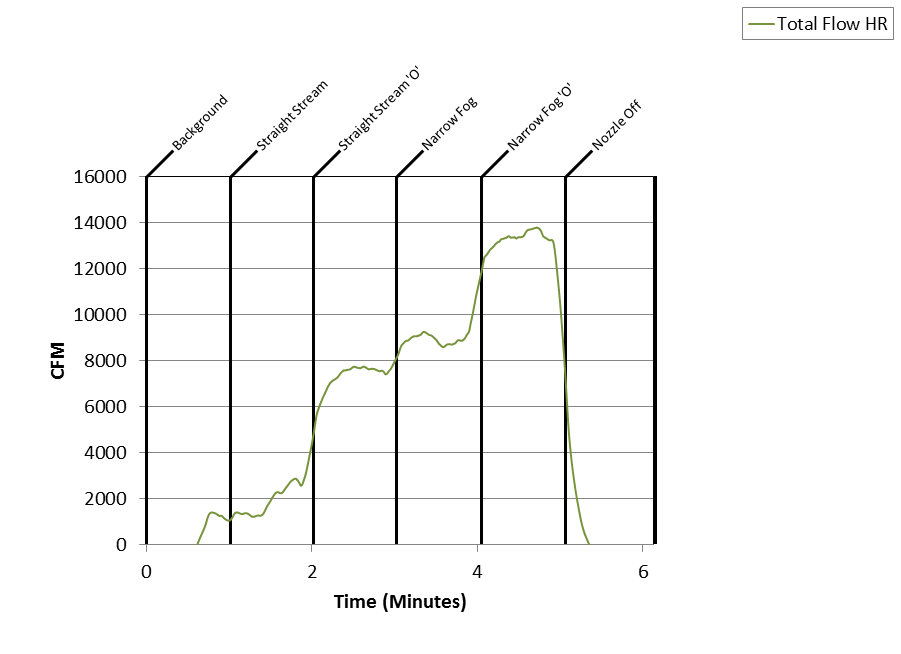 Total Flow HR
Background
Straight Stream
Straight Stream 'O'
Narrow Fog
Narrow Fog 'O'
Nozzle Off
16000
14000
12000
10000
8000
6000
4000
2000
0
CFM
0 2 4 6
Time (Minutes)